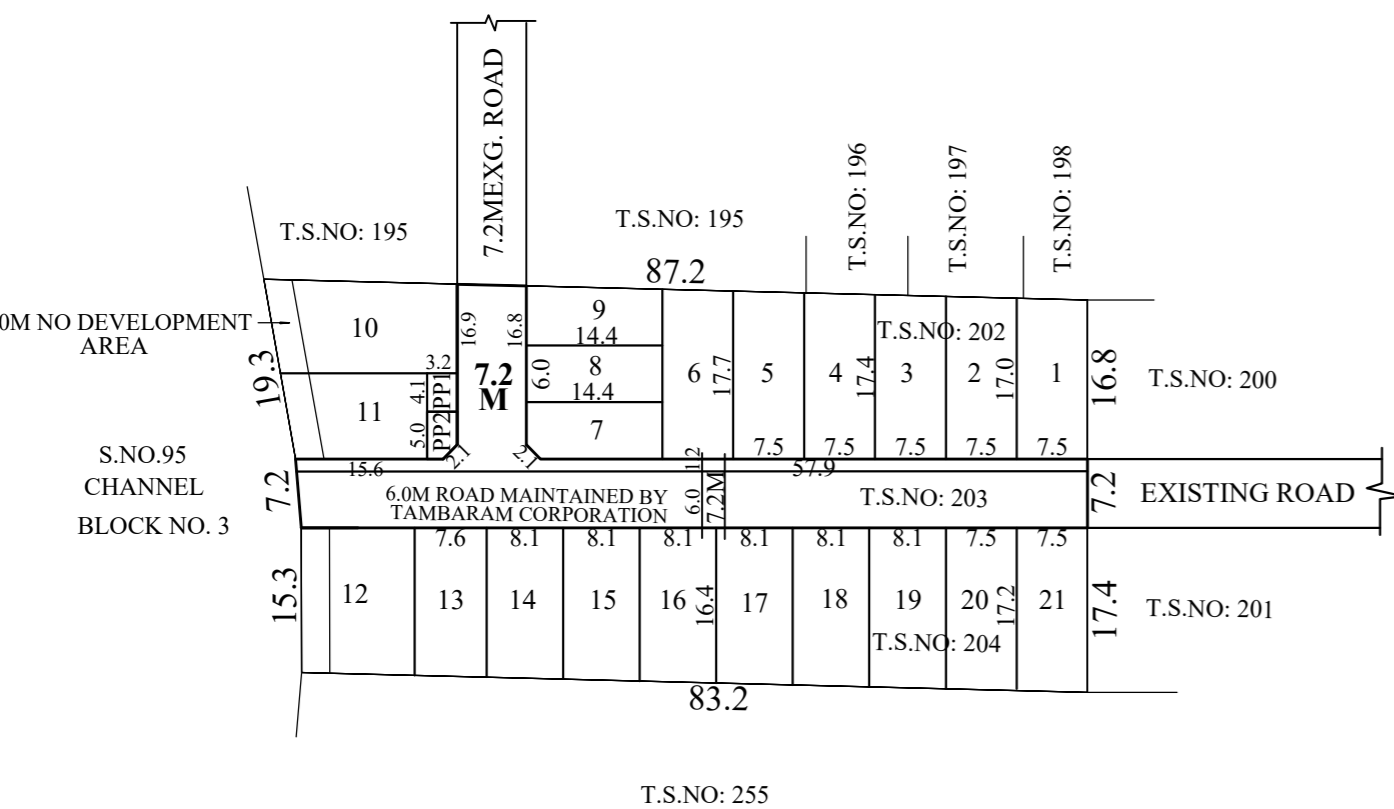 7.2MEXG. ROAD
T.S.NO: 196
T.S.NO: 197
T.S.NO: 198
T.S.NO: 195
T.S.NO: 195
87.2
0M NO DEVELOPMENT
AREA
10
16.9
16.8
9
14.4
T.S.NO: 202
19.3
3.2
7.2
M
6.0
8
14.4
6
17.7
5
4
17.4
3
2
17.0
1
16.8
T.S.NO: 200
11
4.1
PP1
5.0
PP2
7
2.1
2.1
7.5
7.5
7.5
7.5
7.5
S.NO.95
CHANNEL
BLOCK NO. 3
7.2
15.6
1.2
57.9
6.0M ROAD MAINTAINED BY
TAMBARAM CORPORATION
6.0
7.2M
T.S.NO: 203
7.2
EXISTING ROAD
7.6
8.1
8.1
8.1
8.1
8.1
8.1
7.5
7.5
15.3
12
13
14
15
16
16.4
17
18
19
20
17.2
21
17.4
T.S.NO: 201
T.S.NO: 204
83.2
T.S.NO: 255